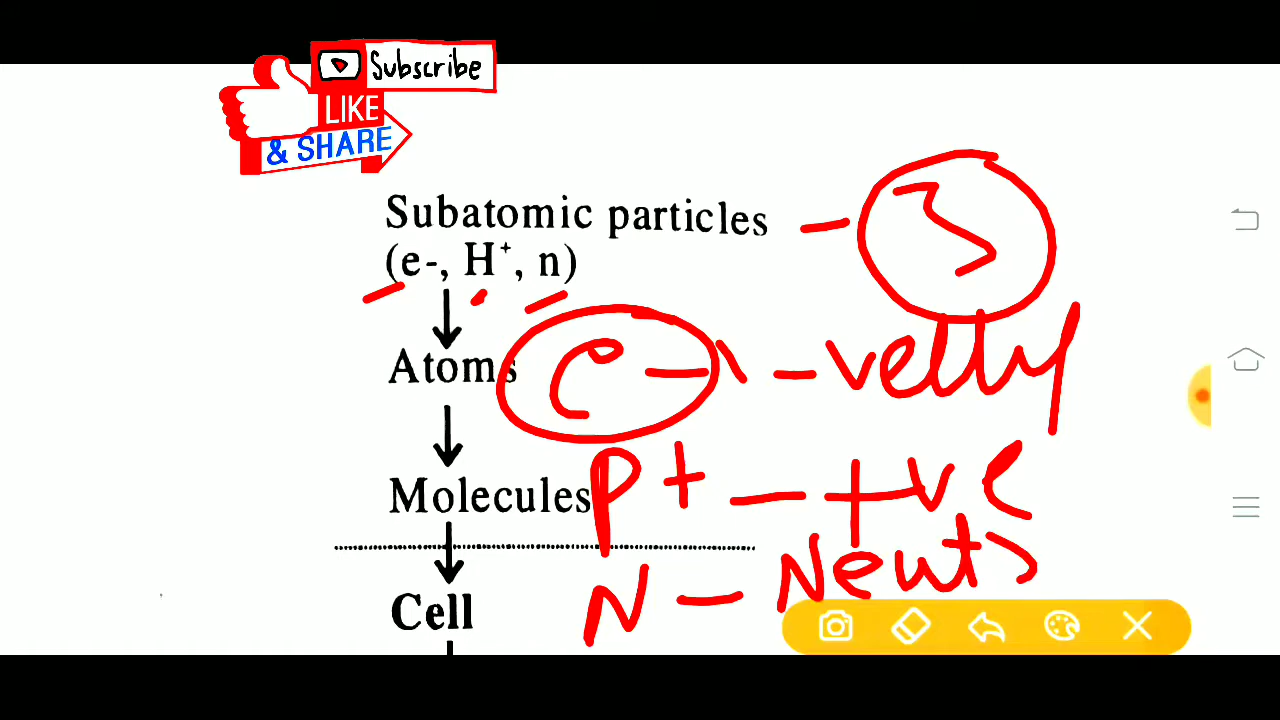 Subscribe
LIKE
& SHARE
Subatomic particles - 3
(e-, H⁺, n)
Atoms e- -velly
Molecules P+ - +ve
Cell N - Neuts